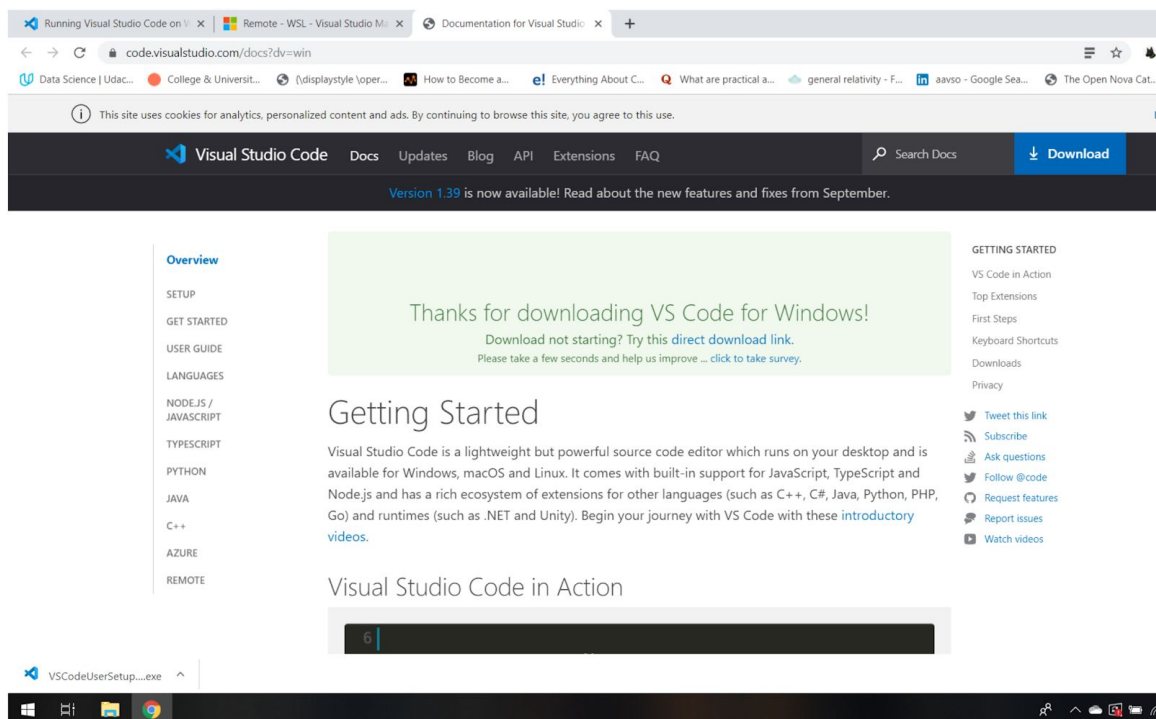 Running Visual Studio Code on W
Remote - WSL - Visual Studio Ma
Documentation for Visual Studio
code.visualstudio.com/docs?dv=win
Data Science | Udac...
College & Universit...
{\displaystyle \oper...
How to Become a...
Everything About C...
What are practical a...
general relativity - F...
aavso - Google Sea...
The Open Nova Cat...
This site uses cookies for analytics, personalized content and ads. By continuing to browse this site, you agree to this use.
Visual Studio Code
Docs
Updates
Blog
API
Extensions
FAQ
Search Docs
Download
Version 1.39 is now available! Read about the new features and fixes from September.
Overview
SETUP
GET STARTED
USER GUIDE
LANGUAGES
NODE.JS /
JAVASCRIPT
TYPESCRIPT
PYTHON
JAVA
C++
AZURE
REMOTE
Thanks for downloading VS Code for Windows!
Download not starting? Try this direct download link.
Please take a few seconds and help us improve ... click to take survey.
Getting Started
Visual Studio Code is a lightweight but powerful source code editor which runs on your desktop and is
available for Windows, macOS and Linux. It comes with built-in support for JavaScript, TypeScript and
Node.js and has a rich ecosystem of extensions for other languages (such as C++, C#, Java, Python, PHP,
Go) and runtimes (such as .NET and Unity). Begin your journey with VS Code with these introductory
videos.
Visual Studio Code in Action
6
GETTING STARTED
VS Code in Action
Top Extensions
First Steps
Keyboard Shortcuts
Downloads
Privacy
Tweet this link
Subscribe
Ask questions
Follow @code
Request features
Report issues
Watch videos
VSCodeUserSetup....exe